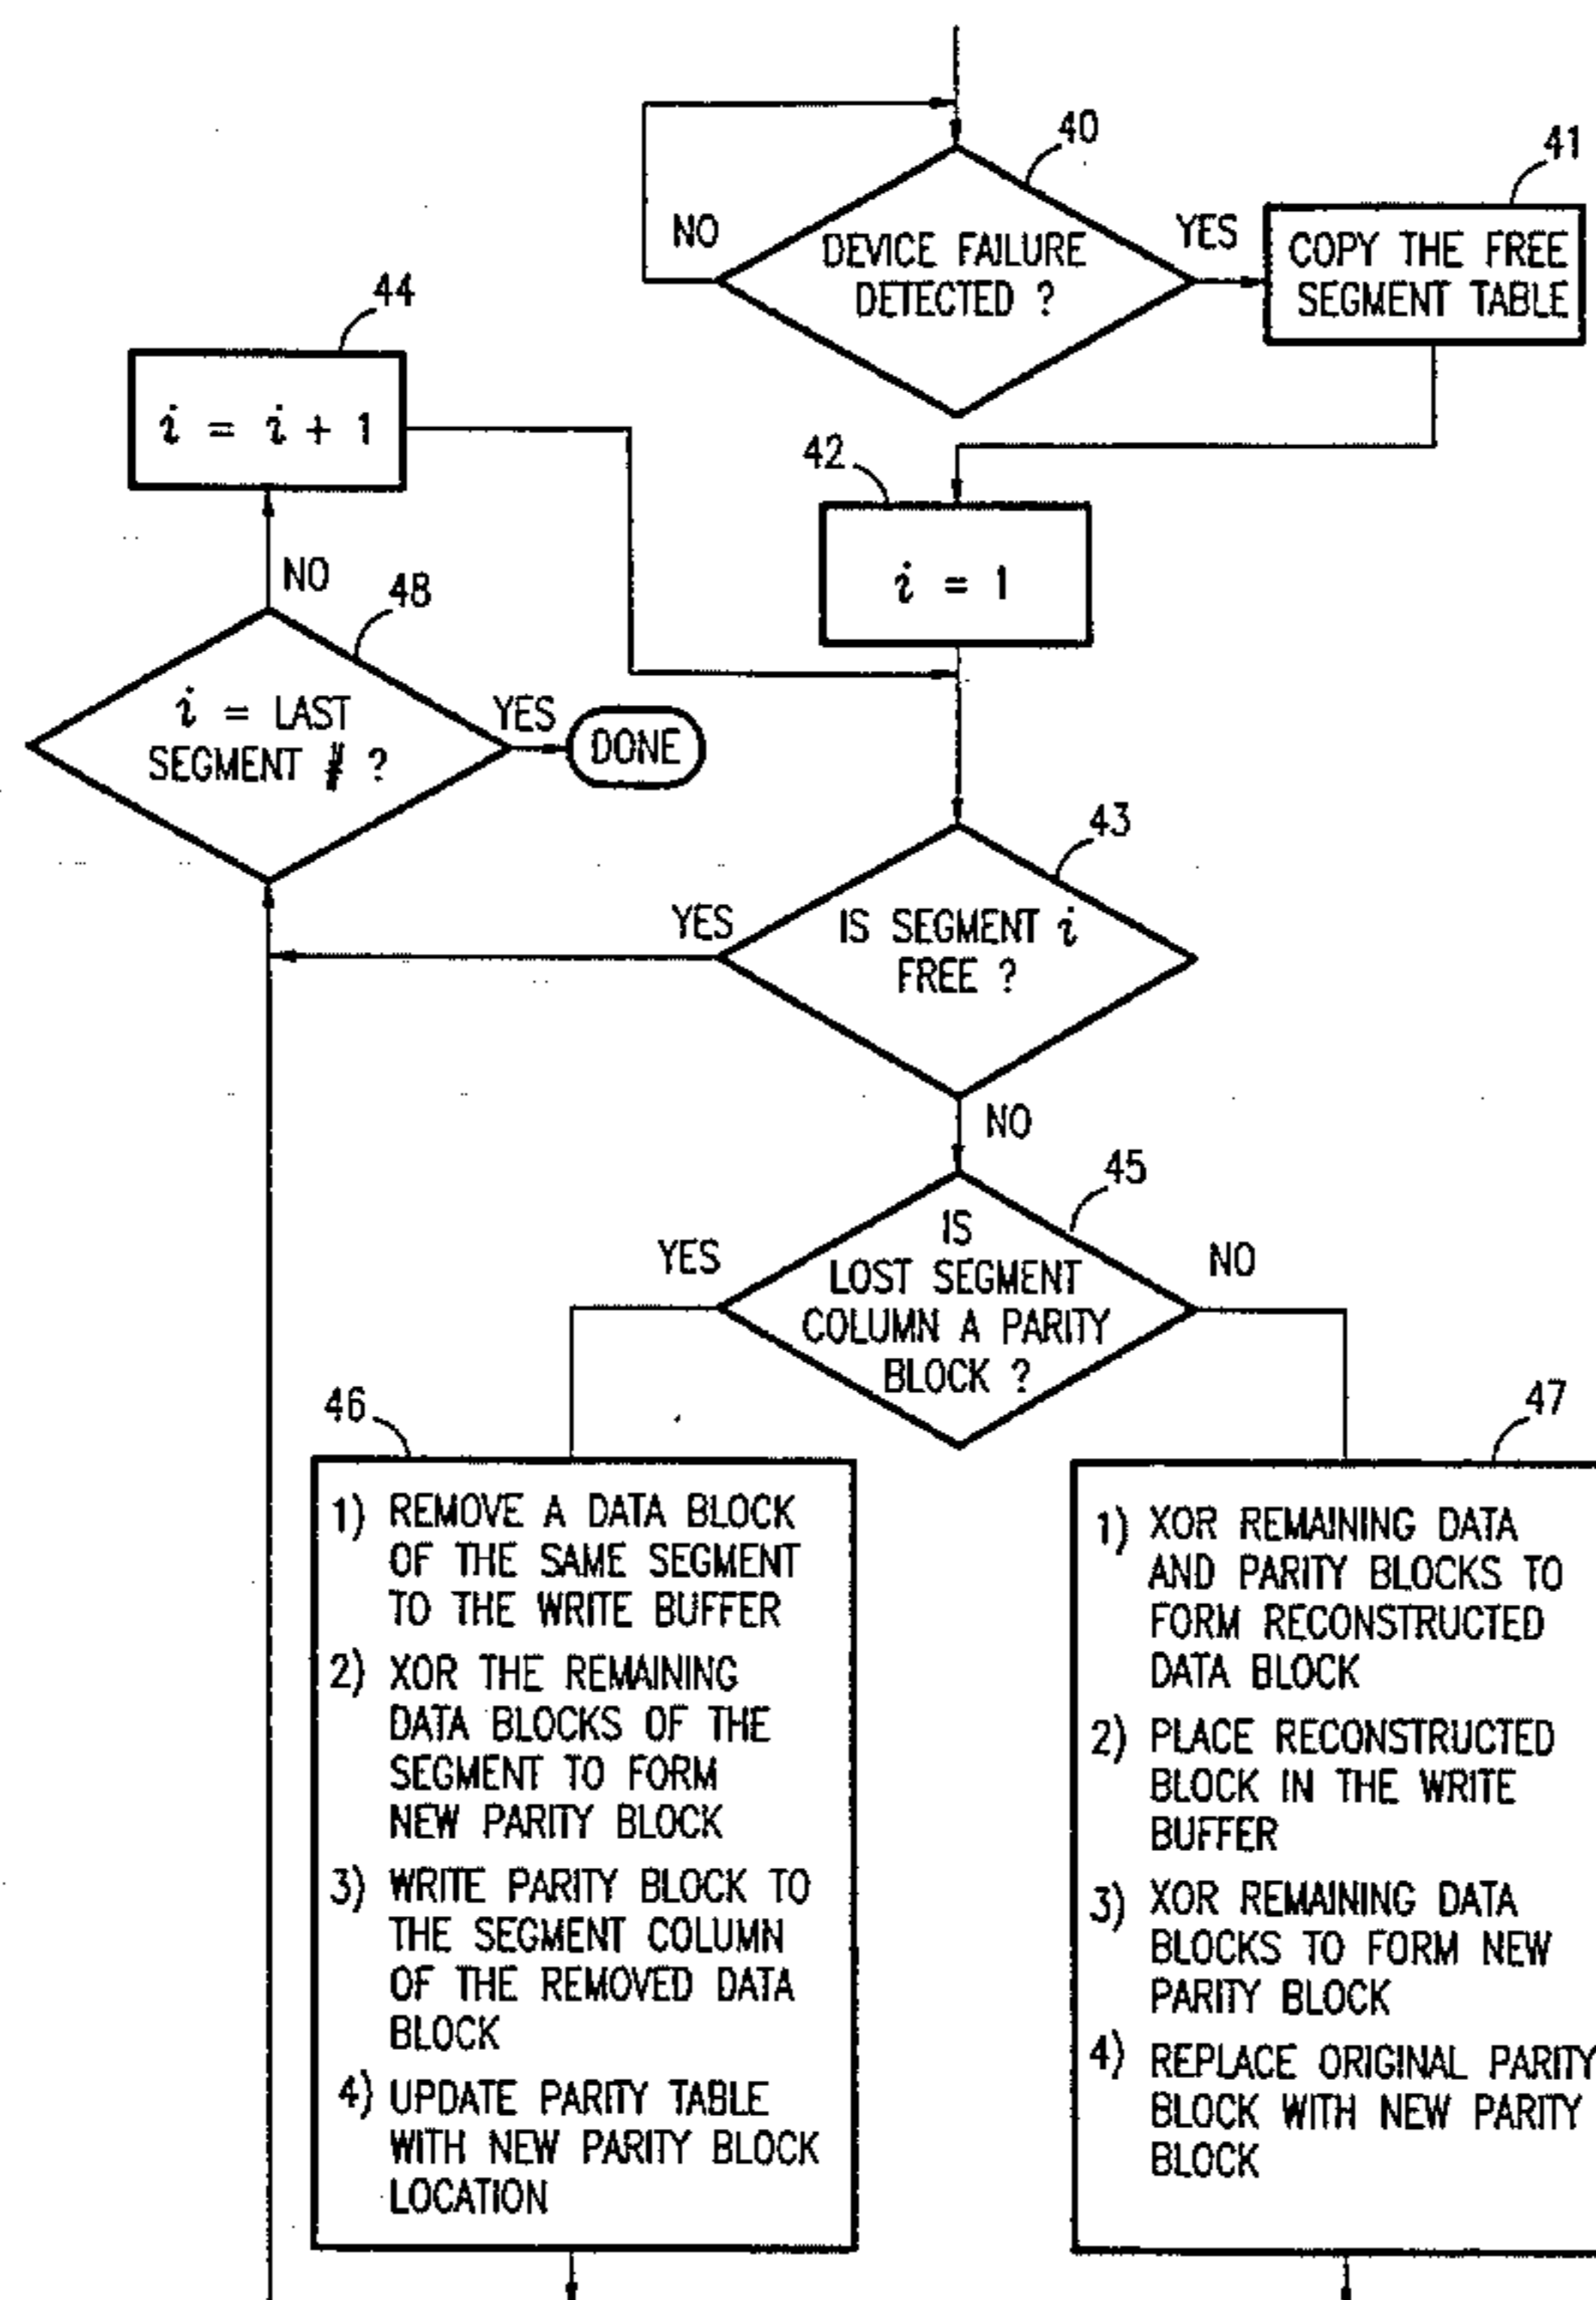 40
41
NO
DEVICE FAILURE
DETECTED ?
YES
COPY THE FREE
SEGMENT TABLE
44
i = i + 1
42
i = 1
NO
48
i = LAST
SEGMENT # ?
YES
DONE
43
YES
IS SEGMENT i
FREE ?
NO
45
YES
IS
LOST SEGMENT
COLUMN A PARITY
BLOCK ?
NO
46
1) REMOVE A DATA BLOCK
OF THE SAME SEGMENT
TO THE WRITE BUFFER
2) XOR THE REMAINING
DATA BLOCKS OF THE
SEGMENT TO FORM
NEW PARITY BLOCK
3) WRITE PARITY BLOCK TO
THE SEGMENT COLUMN
OF THE REMOVED DATA
BLOCK
4) UPDATE PARITY TABLE
WITH NEW PARITY BLOCK
LOCATION
47
1) XOR REMAINING DATA
AND PARITY BLOCKS TO
FORM RECONSTRUCTED
DATA BLOCK
2) PLACE RECONSTRUCTED
BLOCK IN THE WRITE
BUFFER
3) XOR REMAINING DATA
BLOCKS TO FORM NEW
PARITY BLOCK
4) REPLACE ORIGINAL PARITY
BLOCK WITH NEW PARITY
BLOCK